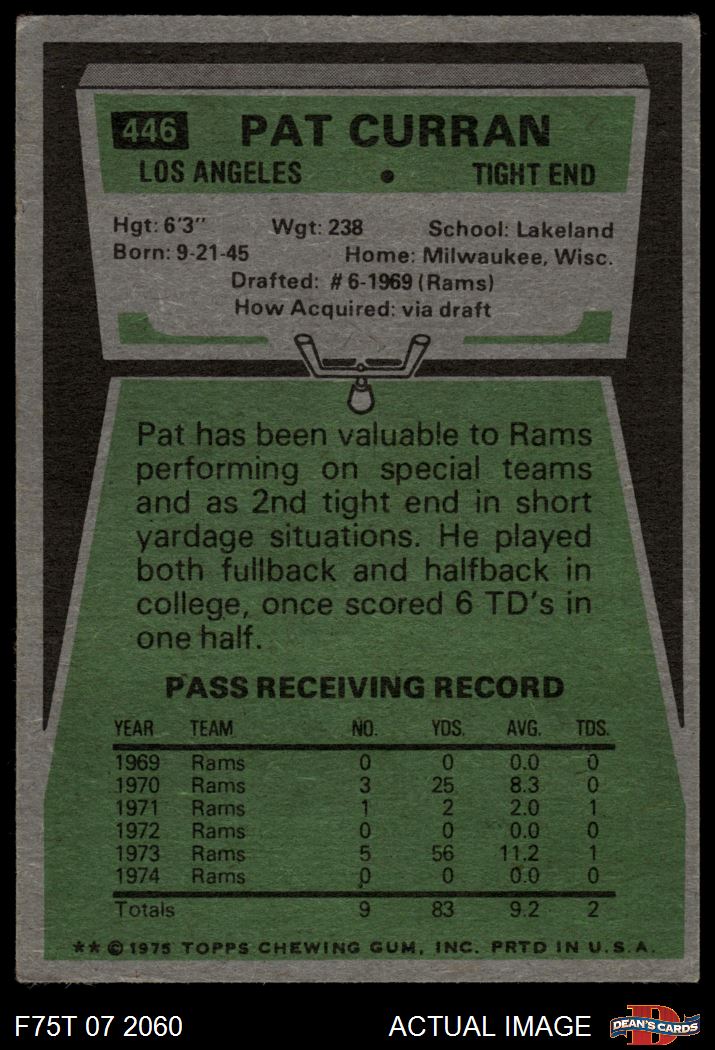 446 PAT CURRAN
LOS ANGELES • TIGHT END
Hgt: 6'3" Wgt: 238 School: Lakeland
Born: 9-21-45 Home: Milwaukee, Wisc.
Drafted: #6-1969 (Rams)
How Acquired: via draft
Pat has been valuable to Rams
performing on special teams
and as 2nd tight end in short
yardage situations. He played
both fullback and halfback in
college, once scored 6 TD's in
one half.
PASS RECEIVING RECORD
YEAR TEAM NO. YDS. AVG. TDS.
1969 Rams 0 0 0.0 0
1970 Rams 3 25 8.3 0
1971 Rams 1 2 2.0 1
1972 Rams 0 0 0.0 0
1973 Rams 5 56 11.2 1
1974 Rams 0 0 0.0 0
Totals 9 83 9.2 2
**©1975 TOPPS CHEWING GUM, INC. PRTD IN U.S.A.
F75T 07 2060 ACTUAL IMAGE D DEAN'S CARDS